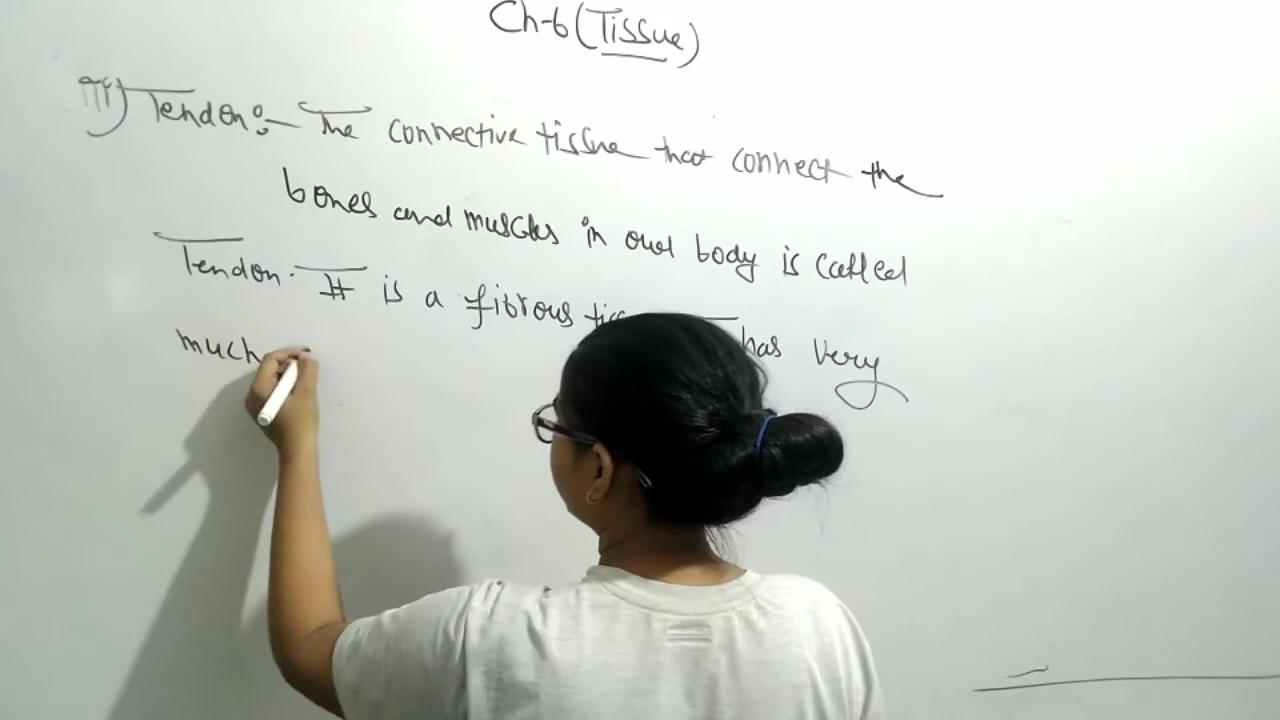 Ch-6 (Tissue)
iii) Tendon:- The connective tissue that connect the
bones and muscles in our body is called
Tendon. It is a fibrous has very
much